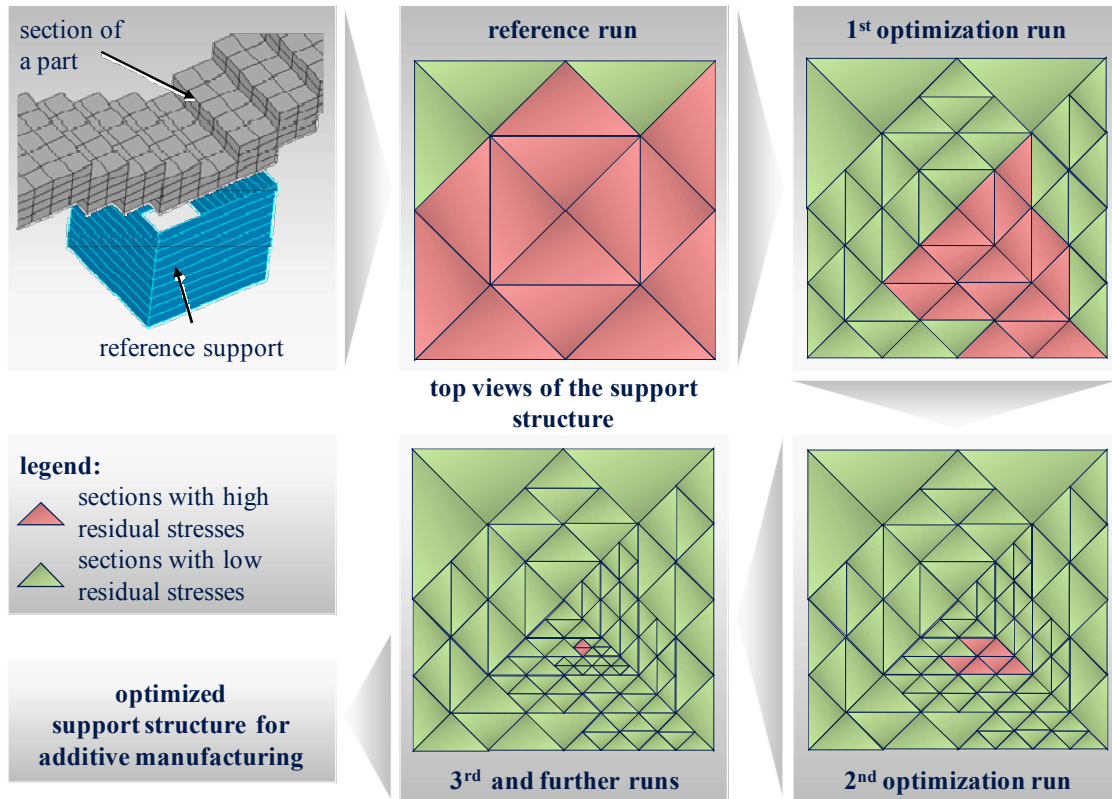 section of
a part
reference support
reference run
1st optimization run
top views of the support
structure
legend:
sections with high
residual stresses
sections with low
residual stresses
optimized
support structure for
additive manufacturing
3rd and further runs
2nd optimization run